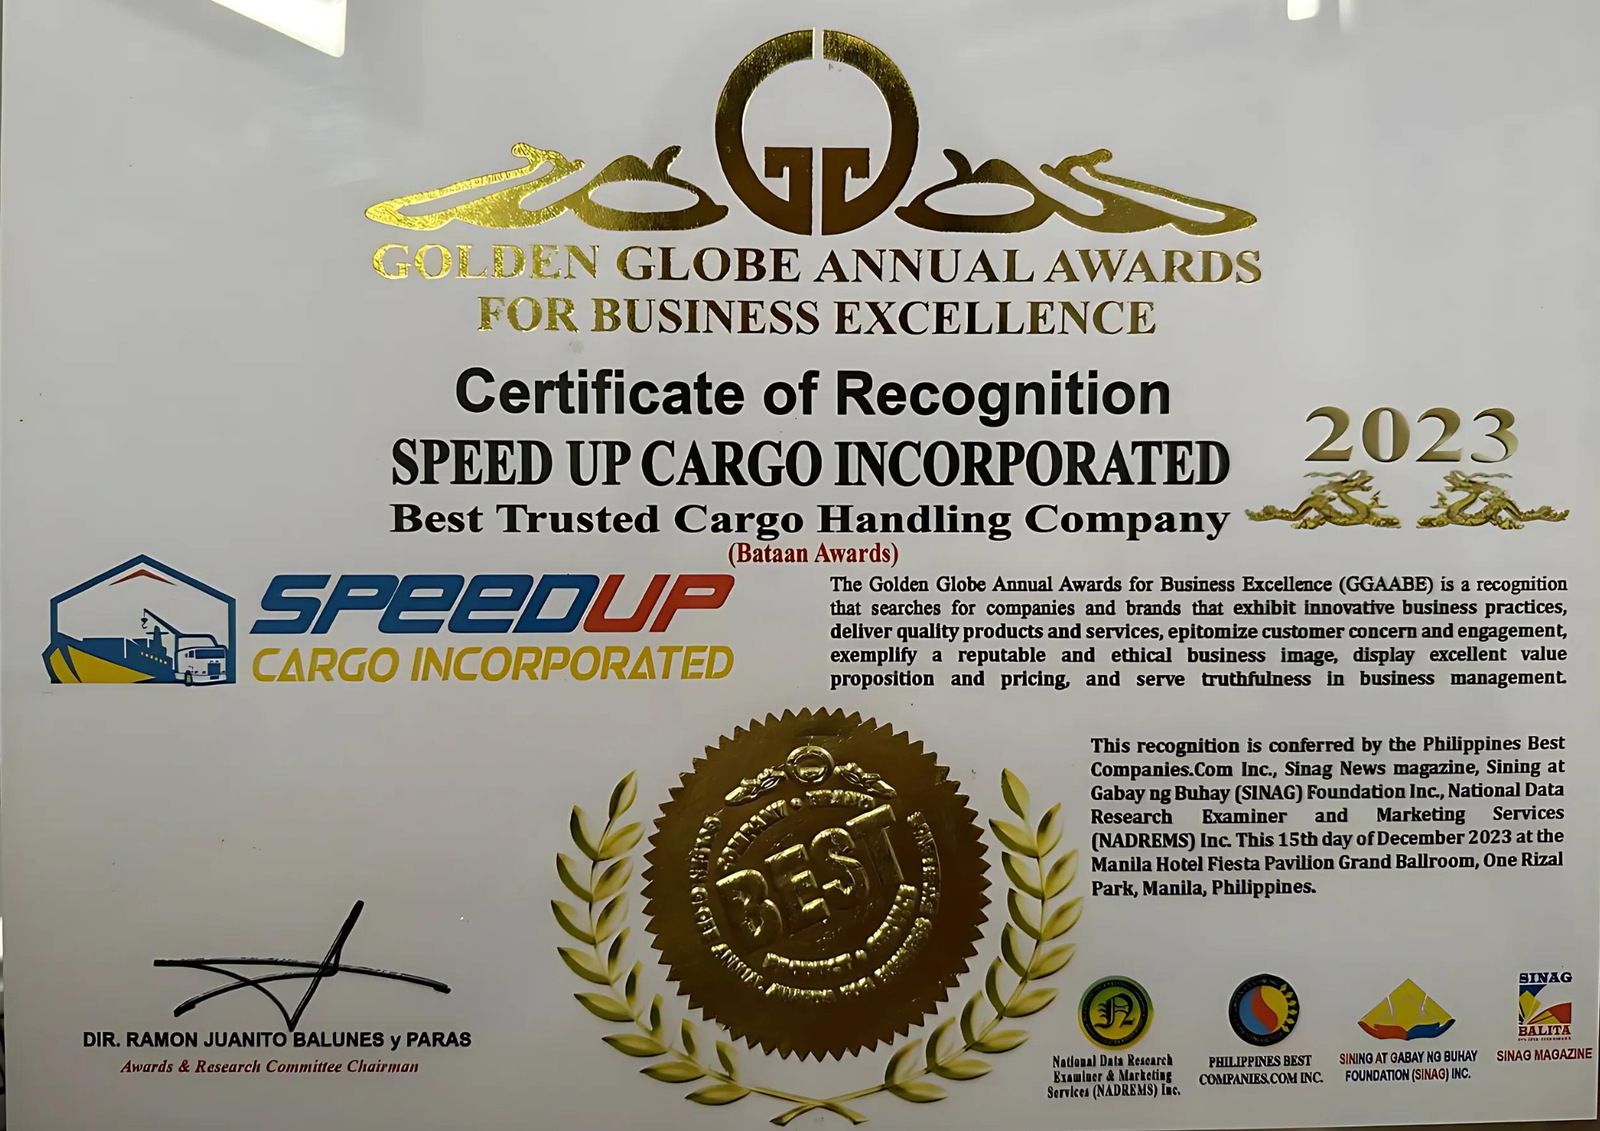 GOLDEN GLOBE ANNUAL AWARDS
FOR BUSINESS EXCELLENCE
Certificate of Recognition
SPEED UP CARGO INCORPORATED
2023
Best Trusted Cargo Handling Company
(Bataan Awards)
SPEEDUP
CARGO INCORPORATED
The Golden Globe Annual Awards for Business Excellence (GGAABE) is a recognition
that searches for companies and brands that exhibit innovative business practices,
deliver quality products and services, epitomize customer concern and engagement,
exemplify a reputable and ethical business image, display excellent value
proposition and pricing, and serve truthfulness in business management.
This recognition is conferred by the Philippines Best
Companies.Com Inc., Sinag News magazine, Sining at
Gabay ng Buhay (SINAG) Foundation Inc., National Data
Research Examiner and Marketing Services
(NADREMS) Inc. This 15th day of December 2023 at the
Manila Hotel Fiesta Pavilion Grand Ballroom, One Rizal
Park, Manila, Philippines.
COMPANY • BRAND
BEST
PRODUCT •
DIR. RAMON JUANITO BALUNES y PARAS
Awards & Research Committee Chairman
National Data Research
Examiner & Marketing
Services (NADREMS) Inc.
PHILIPPINES BEST
COMPANIES.COM INC.
SINING AT GABAY NG BUHAY
FOUNDATION (SINAG) INC.
SINAG
BALITA
SINAG MAGAZINE